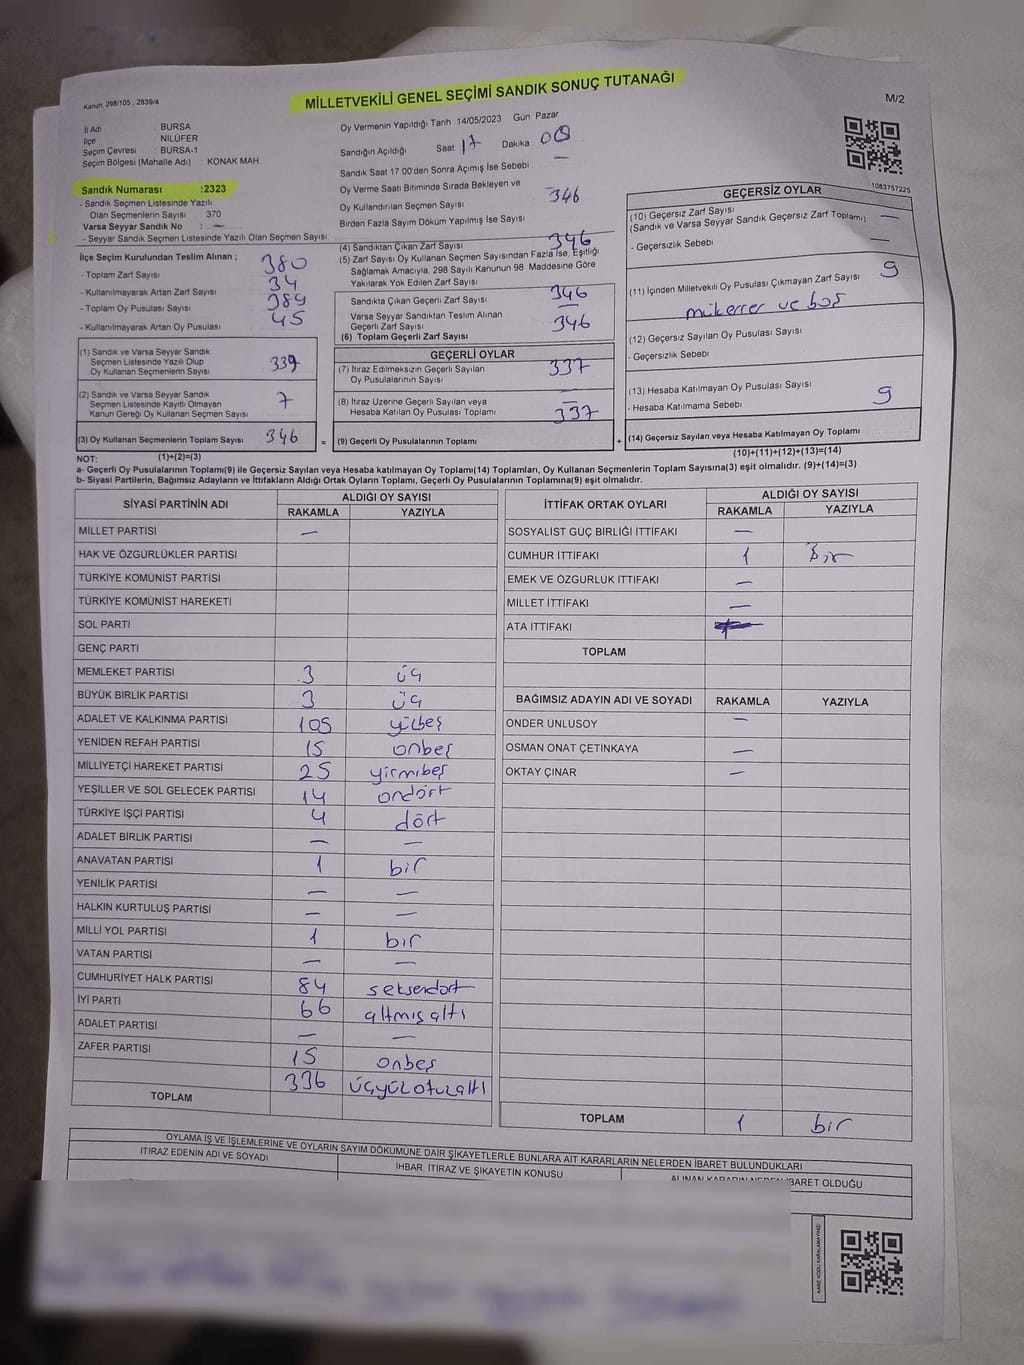 MİLLETVEKİLİ GENEL SEÇİMİ SANDIK SONUÇ TUTANAĞI
Kanun: 298/105 , 2839/4
M/2
İl Adı : BURSA
İlçe : NİLÜFER
Seçim Çevresi : BURSA-1
Seçim Bölgesi (Mahalle Adı) : KONAK MAH.
Sandık Numarası :2323
- Sandık Seçmen Listesinde Yazılı
Olan Seçmenlerin Sayısı : 370
Varsa Seyyar Sandık No : —
- Seyyar Sandık Seçmen Listesinde Yazılı Olan Seçmen Sayısı:
İlçe Seçim Kurulundan Teslim Alınan ;
- Toplam Zarf Sayısı 380
- Kullanılmayarak Artan Zarf Sayısı 34
- Toplam Oy Pusulası Sayısı 389
- Kullanılmayarak Artan Oy Pusulası 45
(1) Sandık ve Varsa Seyyar Sandık
Seçmen Listesinde Yazılı Olup
Oy Kullanan Seçmenlerin Sayısı 339
(2) Sandık ve Varsa Seyyar Sandık
Seçmen Listesinde Kayıtlı Olmayan
Kanun Gereği Oy Kullanan Seçmen Sayısı 7
(3) Oy Kullanan Seçmenlerin Toplam Sayısı 346
Oy Vermenin Yapıldığı Tarih 14/05/2023 Gün Pazar
Sandığın Açıldığı Saat 17 Dakika 09
Sandık Saat 17 00'den Sonra Açımış İse Sebebi —
Oy Verme Saati Bitiminde Sırada Bekleyen ve —
Oy Kullandırılan Seçmen Sayısı 346
Birden Fazla Sayım Döküm Yapılmış İse Sayısı —
(4) Sandıktan Çıkan Zarf Sayısı 346
(5) Zarf Sayısı Oy Kullanan Seçmen Sayısından Fazla İse, Eşitliği
Sağlamak Amacıyla, 298 Sayılı Kanunun 98 Maddesine Göre
Yakılarak Yok Edilen Zarf Sayısı —
Sandıkta Çıkan Geçerli Zarf Sayısı 346
Varsa Seyyar Sandıktan Teslim Alınan
Geçerli Zarf Sayısı —
(6) Toplam Geçerli Zarf Sayısı 346
GEÇERLİ OYLAR
(7) İtiraz Edilmeksizin Geçerli Sayılan
Oy Pusulalarının Sayısı 337
(8) İtiraz Üzerine Geçerli Sayılan veya
Hesaba Katılan Oy Pusulası Toplamı —
= (9) Geçerli Oy Pusulalarının Toplamı 337
1083757225
GEÇERSİZ OYLAR
(10) Geçersiz Zarf Sayısı
(Sandık ve Varsa Seyyar Sandık Geçersiz Zarf Toplamı) —
- Geçersizlik Sebebi —
(11) İçinden Milletvekili Oy Pusulası Çıkmayan Zarf Sayısı 9
mükerrer ve boş
(12) Geçersiz Sayılan Oy Pusulası Sayısı
- Geçersizlik Sebebi
(13) Hesaba Katılmayan Oy Pusulası Sayısı
- Hesaba Katılmama Sebebi 9
+ (14) Geçersiz Sayılan veya Hesaba Katılmayan Oy Toplamı
NOT: (1)+(2)=(3) (10)+(11)+(12)+(13)=(14)
a- Geçerli Oy Pusulalarının Toplamı(9) ile Geçersiz Sayılan veya Hesaba katılmayan Oy Toplamı(14) Toplamları, Oy Kullanan Seçmenlerin Toplam Sayısına(3) eşit olmalıdır. (9)+(14)=(3)
b- Siyasi Partilerin, Bağımsız Adayların ve İttifakların Aldığı Ortak Oyların Toplamı, Geçerli Oy Pusulalarının Toplamına(9) eşit olmalıdır.
SİYASİ PARTİNİN ADI ALDIĞI OY SAYISI
RAKAMLA YAZIYLA
MİLLET PARTİSİ —
HAK VE ÖZGÜRLÜKLER PARTİSİ
TÜRKİYE KOMÜNİST PARTİSİ
TÜRKİYE KOMÜNİST HAREKETİ
SOL PARTİ
GENÇ PARTİ
MEMLEKET PARTİSİ 3 üç
BÜYÜK BİRLİK PARTİSİ 3 üç
ADALET VE KALKINMA PARTİSİ 105 yüzbeş
YENİDEN REFAH PARTİSİ 15 onbeş
MİLLİYETÇİ HAREKET PARTİSİ 25 yirmibeş
YEŞİLLER VE SOL GELECEK PARTİSİ 14 ondört
TÜRKİYE İŞÇİ PARTİSİ 4 dört
ADALET BİRLİK PARTİSİ — —
ANAVATAN PARTİSİ 1 bir
YENİLİK PARTİSİ — —
HALKIN KURTULUŞ PARTİSİ — —
MİLLİ YOL PARTİSİ 1 bir
VATAN PARTİSİ — —
CUMHURİYET HALK PARTİSİ 84 seksendört
İYİ PARTİ 66 altmışaltı
ADALET PARTİSİ — —
ZAFER PARTİSİ 15 onbeş
TOPLAM 336 üçyüzotuzaltı
İTTİFAK ORTAK OYLARI ALDIĞI OY SAYISI
RAKAMLA YAZIYLA
SOSYALİST GÜÇ BİRLİĞİ İTTİFAKI —
CUMHUR İTTİFAKI 1 Bir
EMEK VE ÖZGÜRLÜK İTTİFAKI —
MİLLET İTTİFAKI —
ATA İTTİFAKI
TOPLAM
BAĞIMSIZ ADAYIN ADI VE SOYADI RAKAMLA YAZIYLA
ÖNDER ÜNLÜSOY —
OSMAN ONAT ÇETİNKAYA —
OKTAY ÇINAR —
TOPLAM 1 bir
OYLAMA İŞ VE İŞLEMLERİNE VE OYLARIN SAYIM DÖKÜMÜNE DAİR ŞİKAYETLERLE BUNLARA AİT KARARLARIN NELERDEN İBARET BULUNDUKLARI
İTİRAZ EDENİN ADI VE SOYADI
İHBAR, İTİRAZ VE ŞİKAYETİN KONUSU
ALINAN KARARIN NEDEN İBARET OLDUĞU
KARE KODU KARALAMAYINIZ!